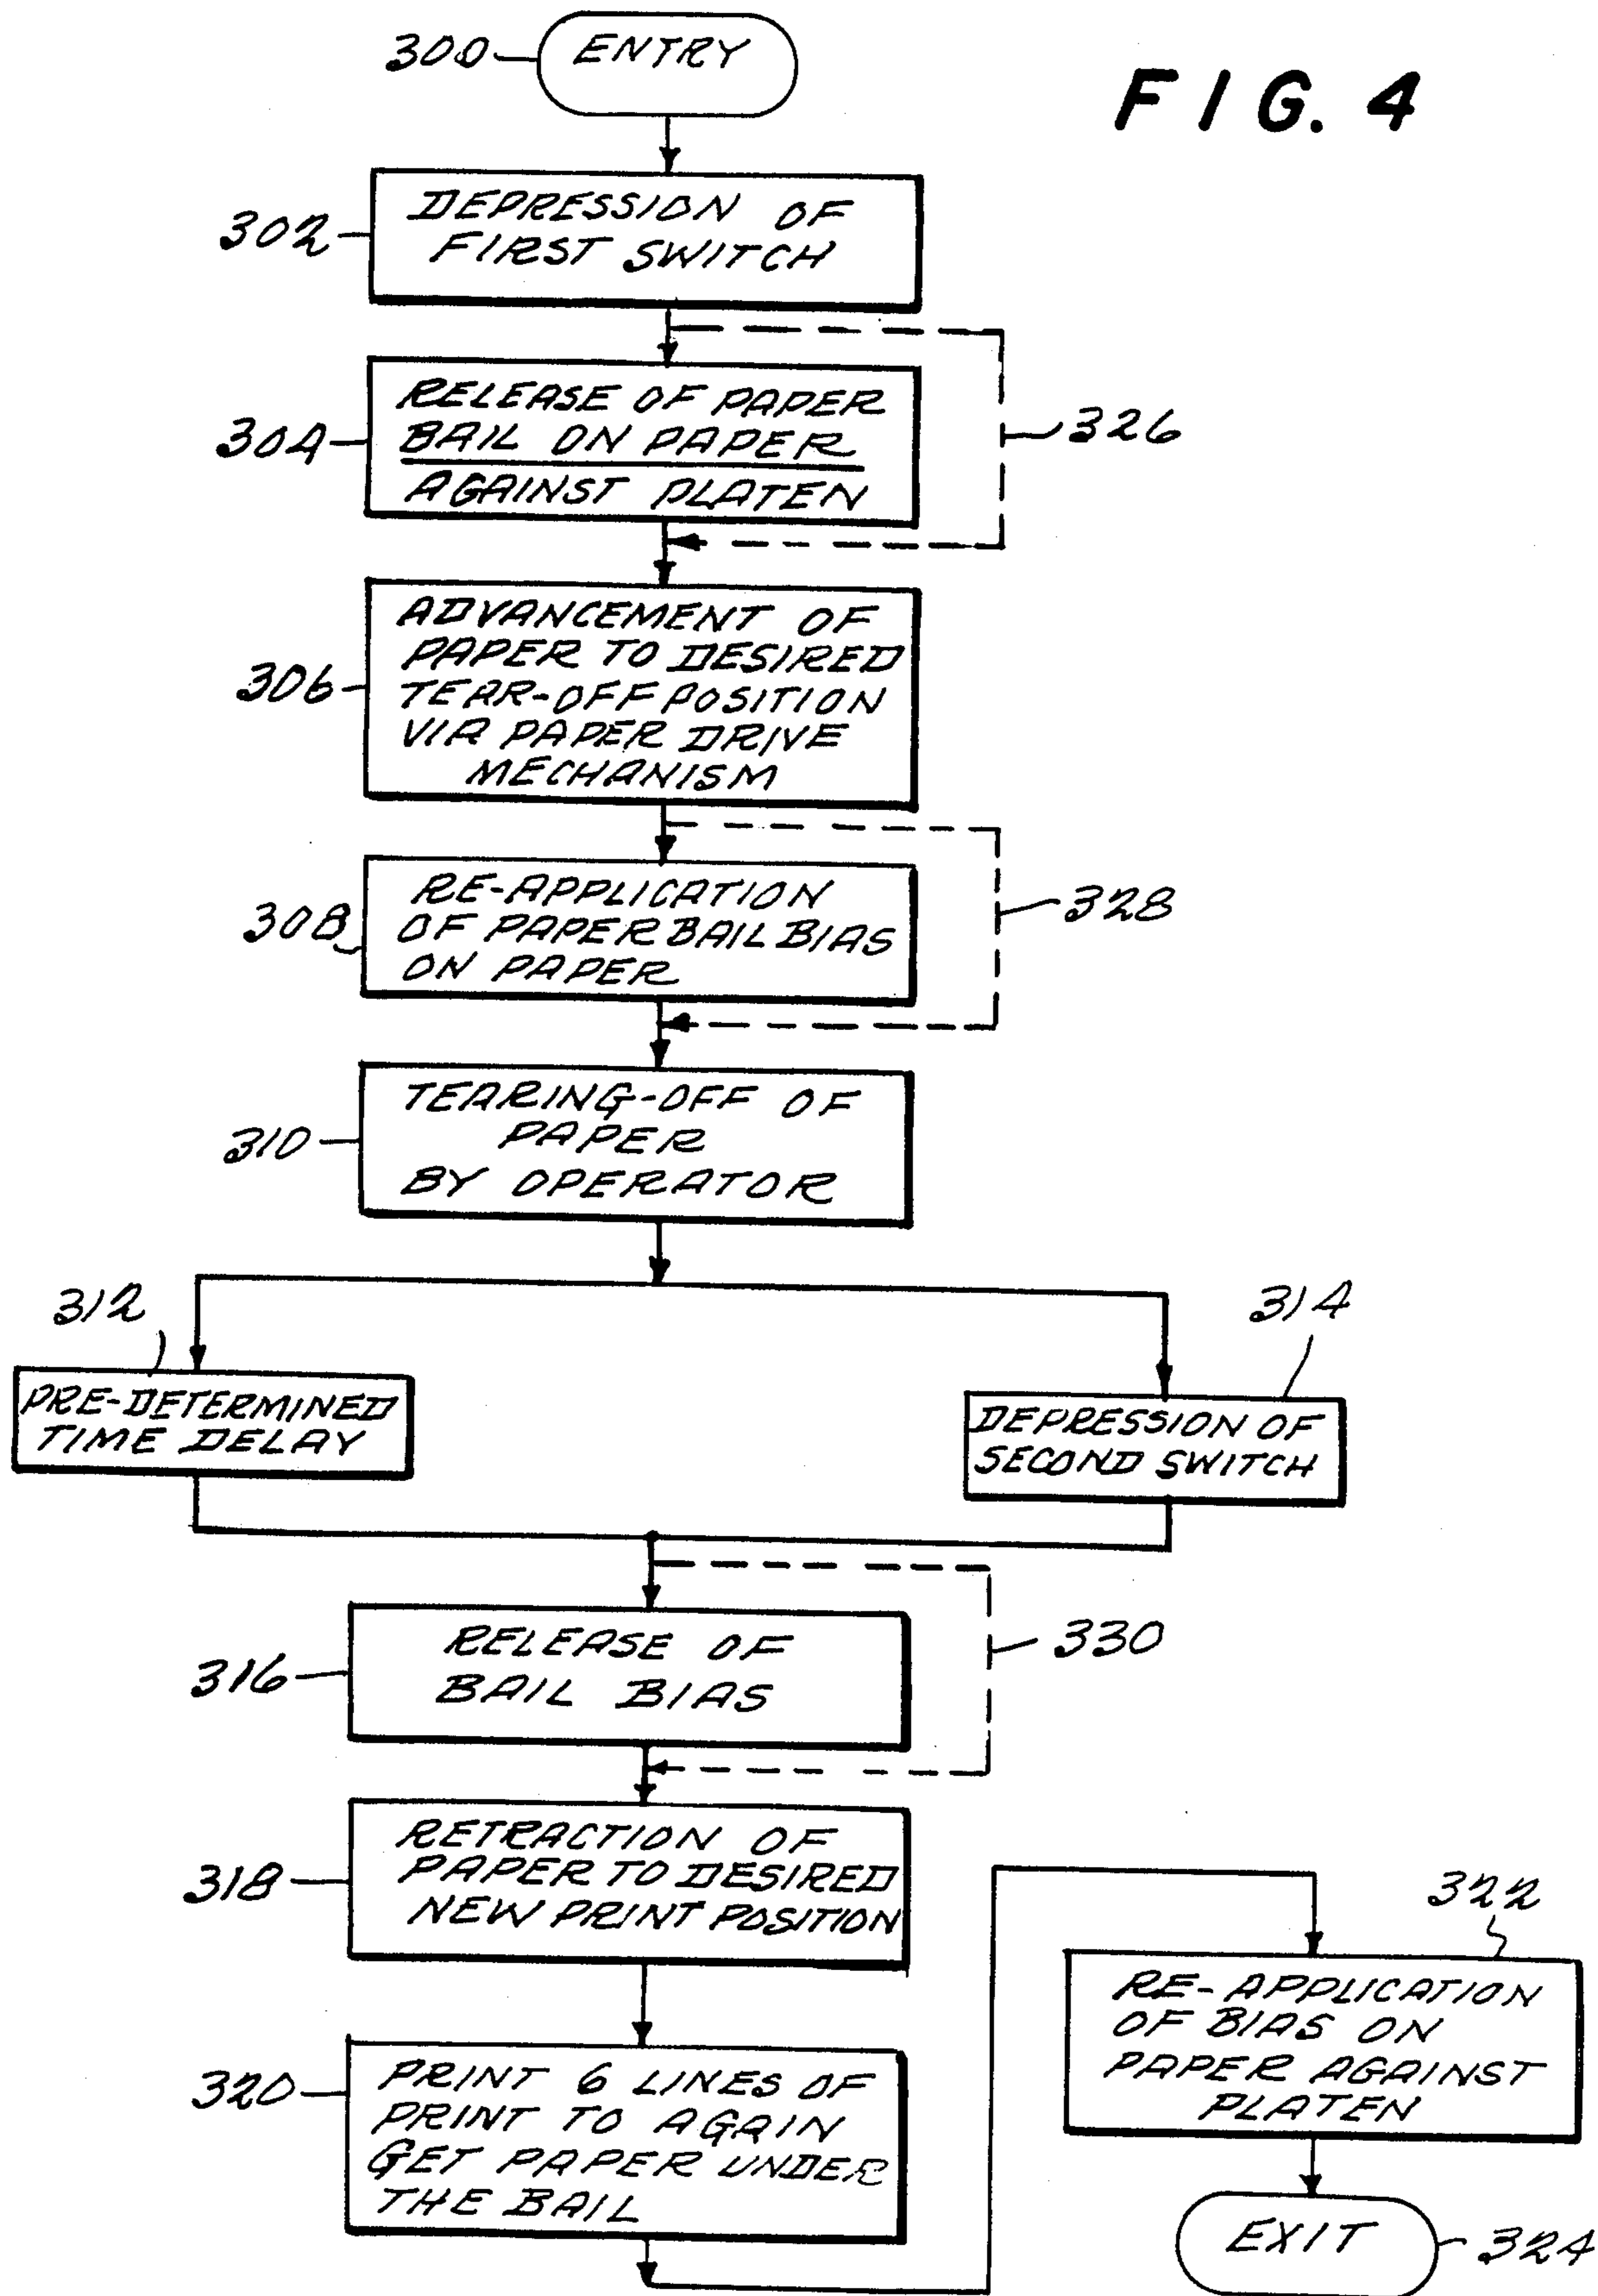 300
ENTRY
FIG. 4
302
DEPRESSION OF
FIRST SWITCH
304
RELEASE OF PAPER
BAIL ON PAPER
AGAINST PLATEN
326
306
ADVANCEMENT OF
PAPER TO DESIRED
TEAR-OFF POSITION
VIA PAPER DRIVE
MECHANISM
308
RE-APPLICATION
OF PAPER BAIL BIAS
ON PAPER
328
310
TEARING-OFF OF
PAPER
BY OPERATOR
312
PRE-DETERMINED
TIME DELAY
314
DEPRESSION OF
SECOND SWITCH
316
RELEASE OF
BAIL BIAS
330
318
RETRACTION OF
PAPER TO DESIRED
NEW PRINT POSITION
320
PRINT 6 LINES OF
PRINT TO AGAIN
GET PAPER UNDER
THE BAIL
322
RE-APPLICATION
OF BIAS ON
PAPER AGAINST
PLATEN
EXIT
324